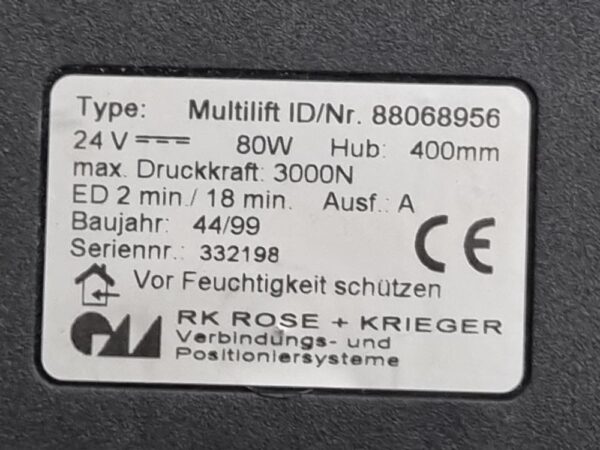 Type: Multilift ID/Nr. 88068956
24 V 80W Hub: 400mm
max. Druckkraft: 3000N
ED 2 min./ 18 min. Ausf.: A
Baujahr: 44/99
Seriennr.: 332198
CE
Vor Feuchtigkeit schützen
RK ROSE + KRIEGER
Verbindungs- und
Positioniersysteme